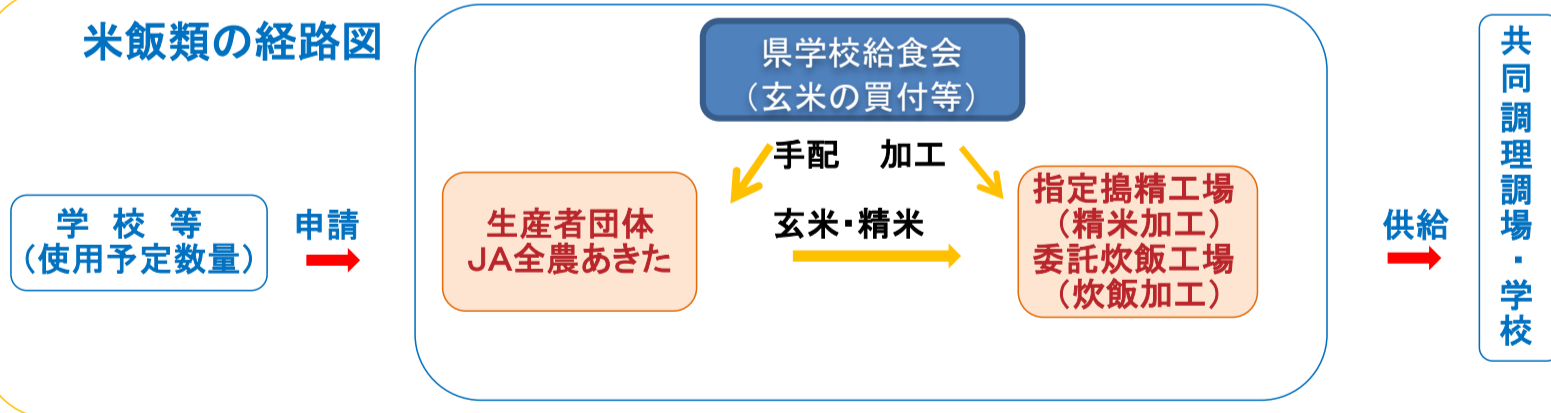 米飯類の経路図
県学校給食会
（玄米の買付等）
手配　加工
学 校 等
（使用予定数量）
申請
生産者団体
JA全農あきた
玄米・精米
指定搗精工場
（精米加工）
委託炊飯工場
（炊飯加工）
供給
共同調理調場・学校